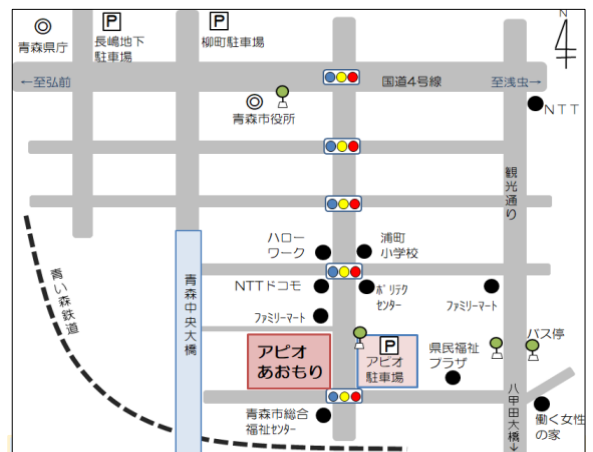 青森県庁
P
長嶋地下
駐車場
P
柳町駐車場
N
←至弘前
国道4号線
至浅虫→
青森市役所
NTT
観光通り
ハロー
ワーク
浦町
小学校
青い森鉄道
青森中央大橋
NTTドコモ
ポリテク
センター
ファミリーマート
ファミリーマート
アピオ
あおもり
P
アピオ
駐車場
県民福祉
プラザ
バス停
青森市総合
福祉センター
八甲田大橋↓
働く女性
の家